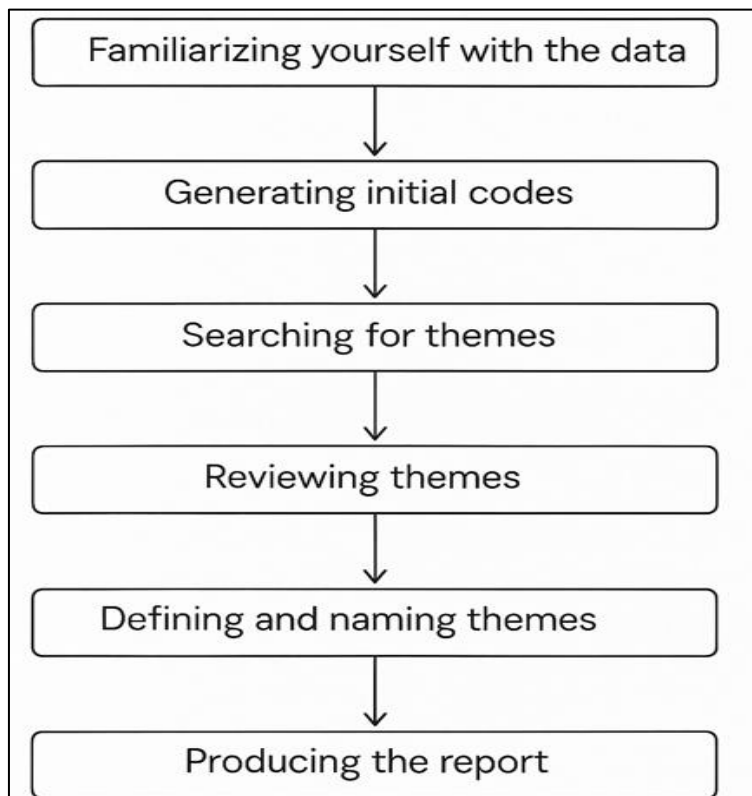 Familiarizing yourself with the data
Generating initial codes
Searching for themes
Reviewing themes
Defining and naming themes
Producing the report